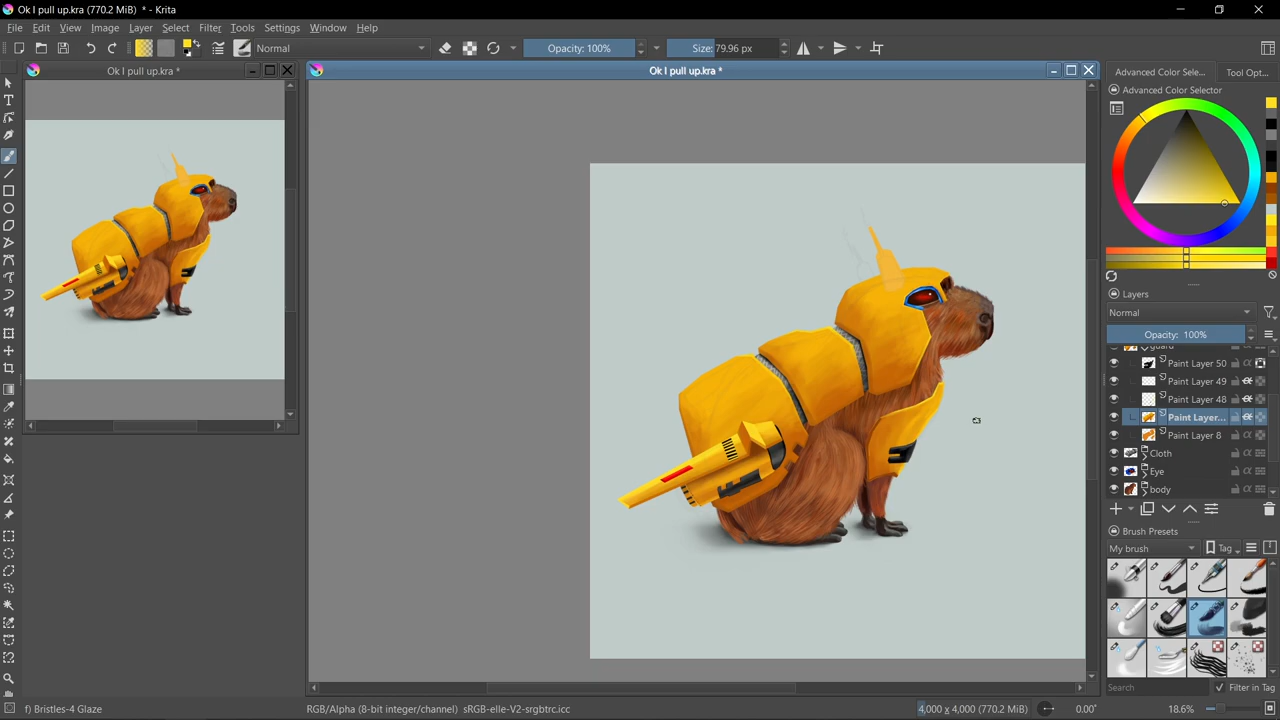 Ok I pull up.kra (770.2 MiB)  * - Krita
File Edit View Image Layer Select Filter Tools Settings Window Help
Normal Opacity: 100% Size: 79.96 px
Ok I pull up.kra *
Ok I pull up.kra *
Advanced Color Sele... Tool Opt...
Advanced Color Selector
Layers
Normal
Opacity: 100%
Paint Layer 50
Paint Layer 49
Paint Layer 48
Paint Layer...
Paint Layer 8
Cloth
Eye
body
Brush Presets
My brush Tag
Search Filter in Tag
f) Bristles-4 Glaze RGB/Alpha (8-bit integer/channel) sRGB-elle-V2-srgbtrc.icc 4,000 x 4,000 (770.2 MiB) 0.00° 18.6%